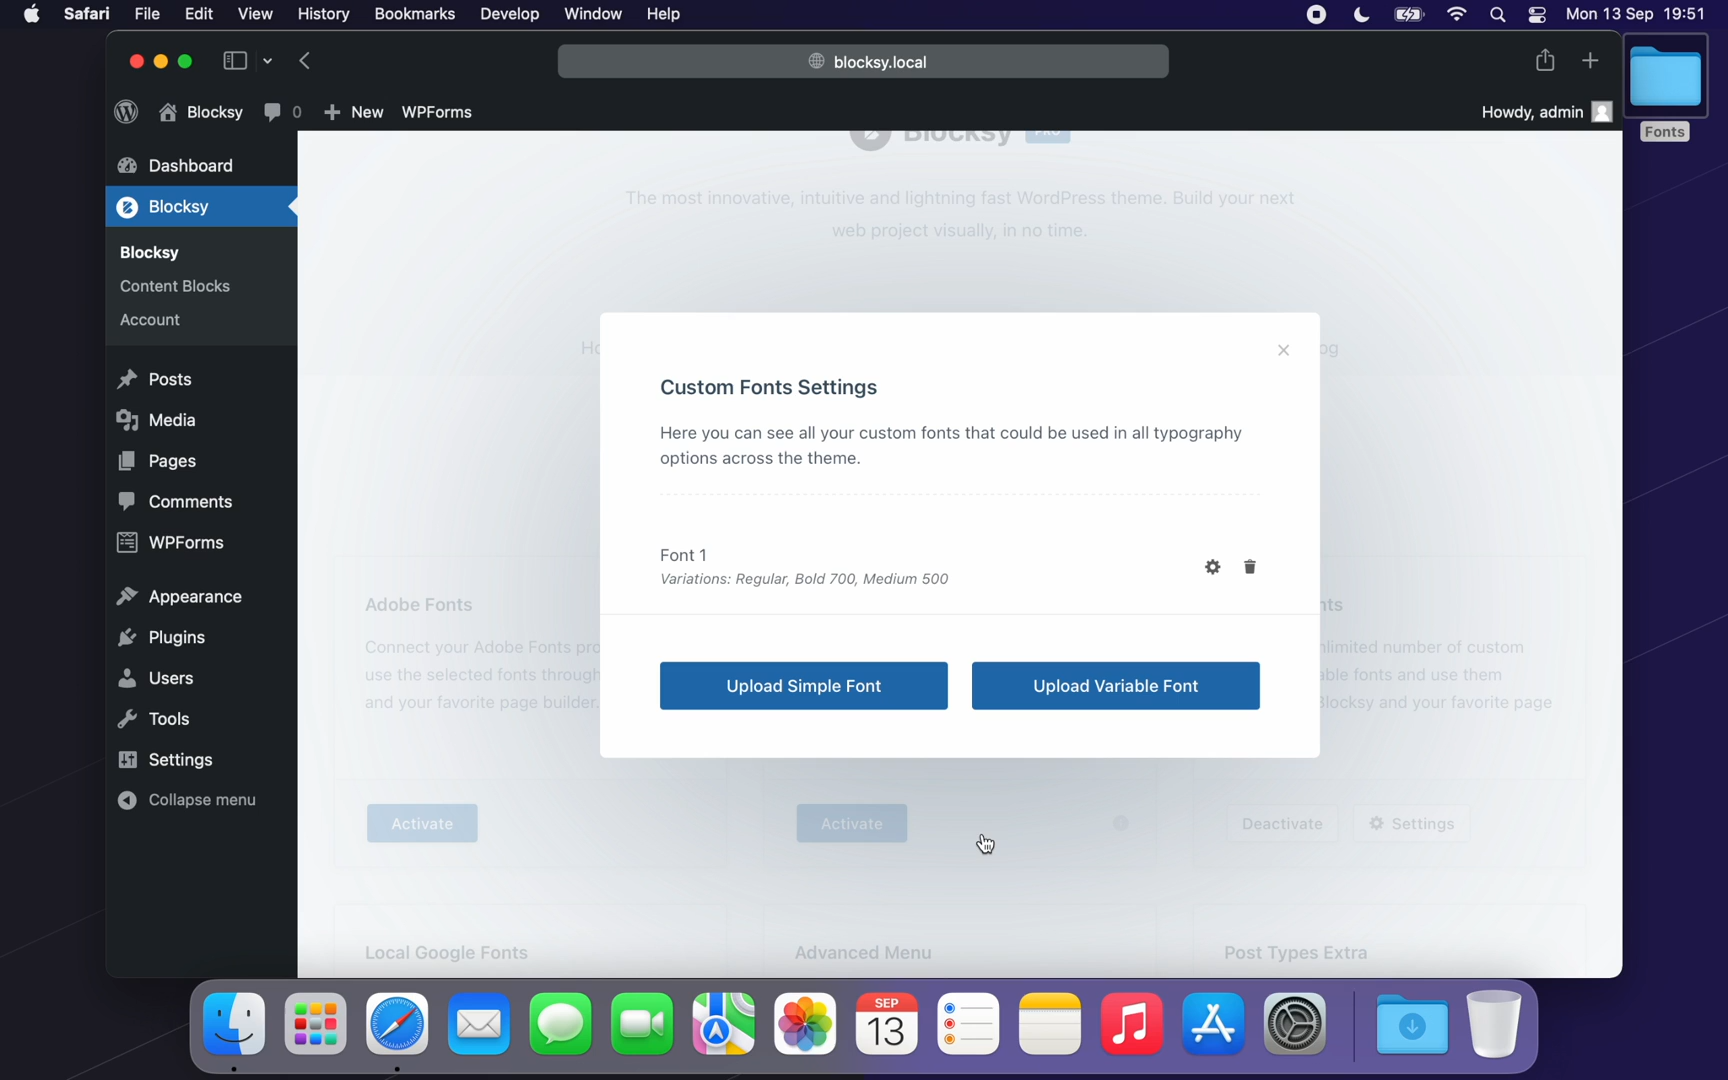 Safari File Edit View History Bookmarks Develop Window Help Mon 13 Sep 19:51
blocksy.local
Fonts
Blocksy 0 New WPForms Howdy, admin
Dashboard
Blocksy
Blocksy
Content Blocks
Account
Posts
Media
Pages
Comments
WPForms
Appearance
Plugins
Users
Tools
Settings
Collapse menu
Blocksy PRO
The most innovative, intuitive and lightning fast WordPress theme. Build your next
web project visually, in no time.
Custom Fonts Settings
Here you can see all your custom fonts that could be used in all typography
options across the theme.
Font 1
Variations: Regular, Bold 700, Medium 500
Upload Simple Font Upload Variable Font
Adobe Fonts
Connect your Adobe Fonts
use the selected fonts
and your favorite page builder.
Activate
Activate
number of custom
fonts and use them
Blocksy and your favorite page
Deactivate Settings
Local Google Fonts Advanced Menu Post Types Extra
SEP
13